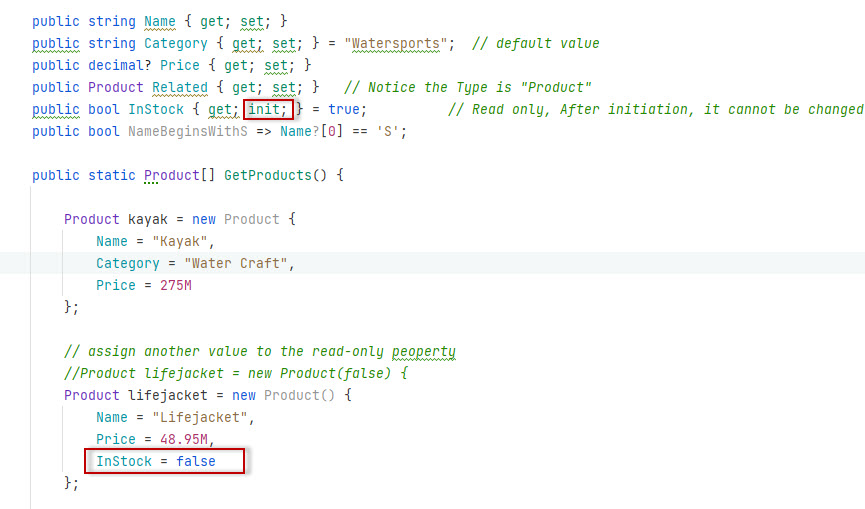 public string Name { get; set; }
public string Category { get; set; } = "Watersports";  // default value
public decimal? Price { get; set; }
public Product Related { get; set; }   // Notice the Type is "Product"
public bool InStock { get; init; } = true;          // Read only, After initiation, it cannot be changed
public bool NameBeginsWithS => Name?[0] == 'S';
public static Product[] GetProducts() {
Product kayak = new Product {
Name = "Kayak",
Category = "Water Craft",
Price = 275M
};
// assign another value to the read-only peoperty
//Product lifejacket = new Product(false) {
Product lifejacket = new Product() {
Name = "Lifejacket",
Price = 48.95M,
InStock = false
};